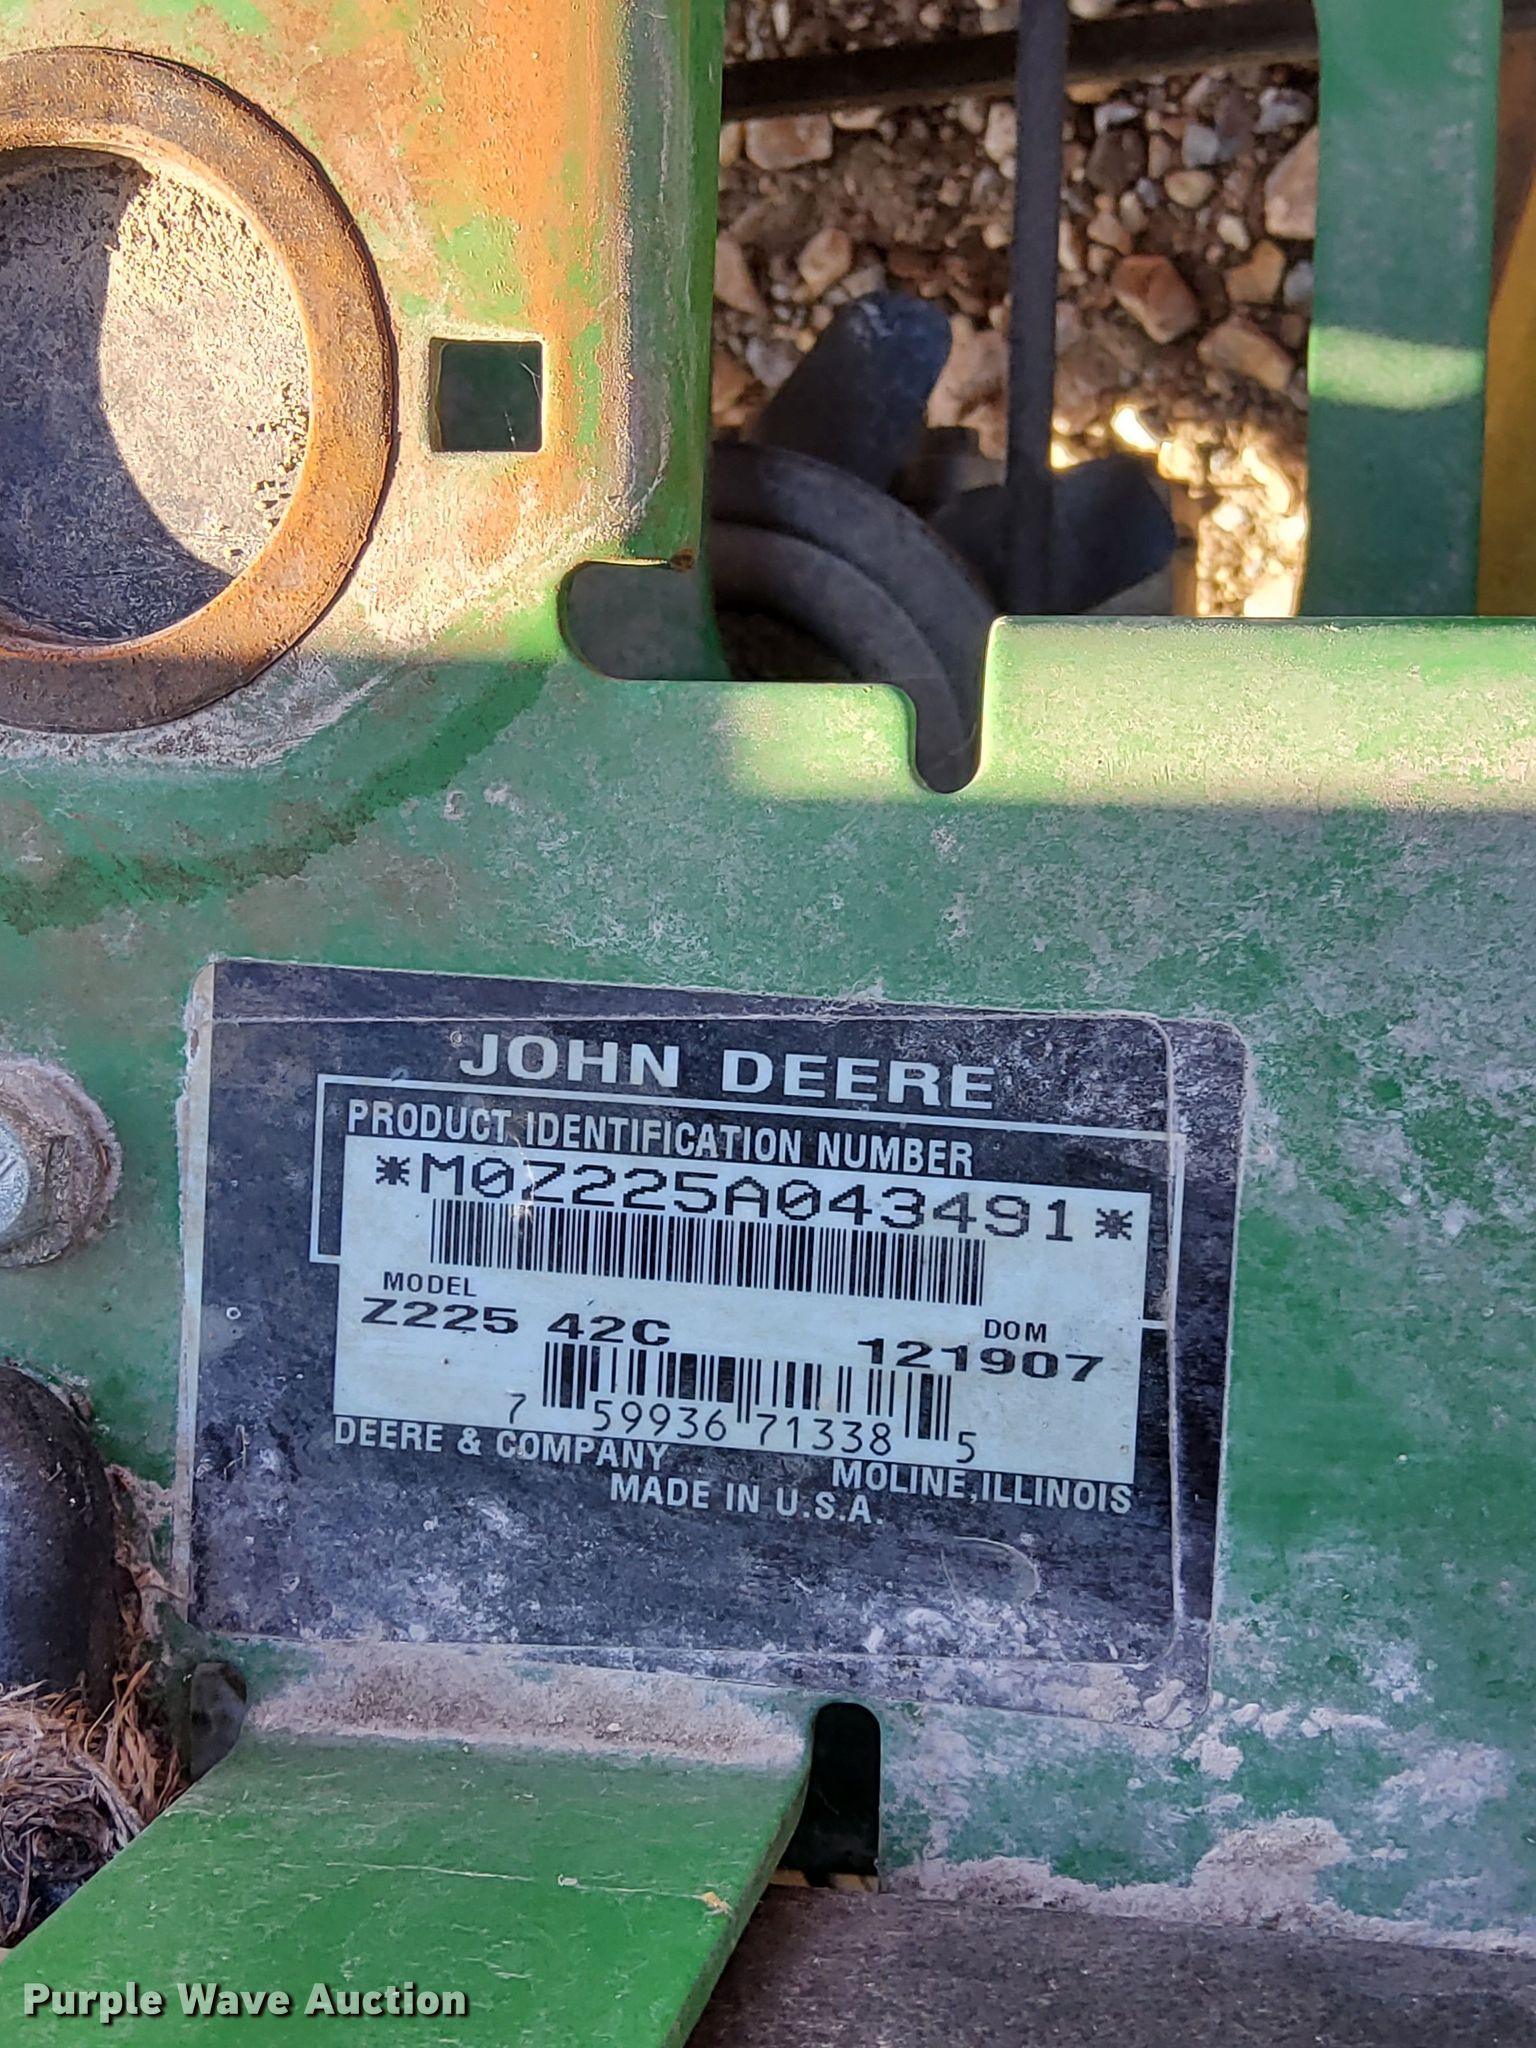 JOHN DEERE
PRODUCT IDENTIFICATION NUMBER
*M0Z225A043491*
MODEL
Z225 42C
DOM
121907
7 59936 71338 5
DEERE & COMPANY MOLINE, ILLINOIS
MADE IN U.S.A.
Purple Wave Auction